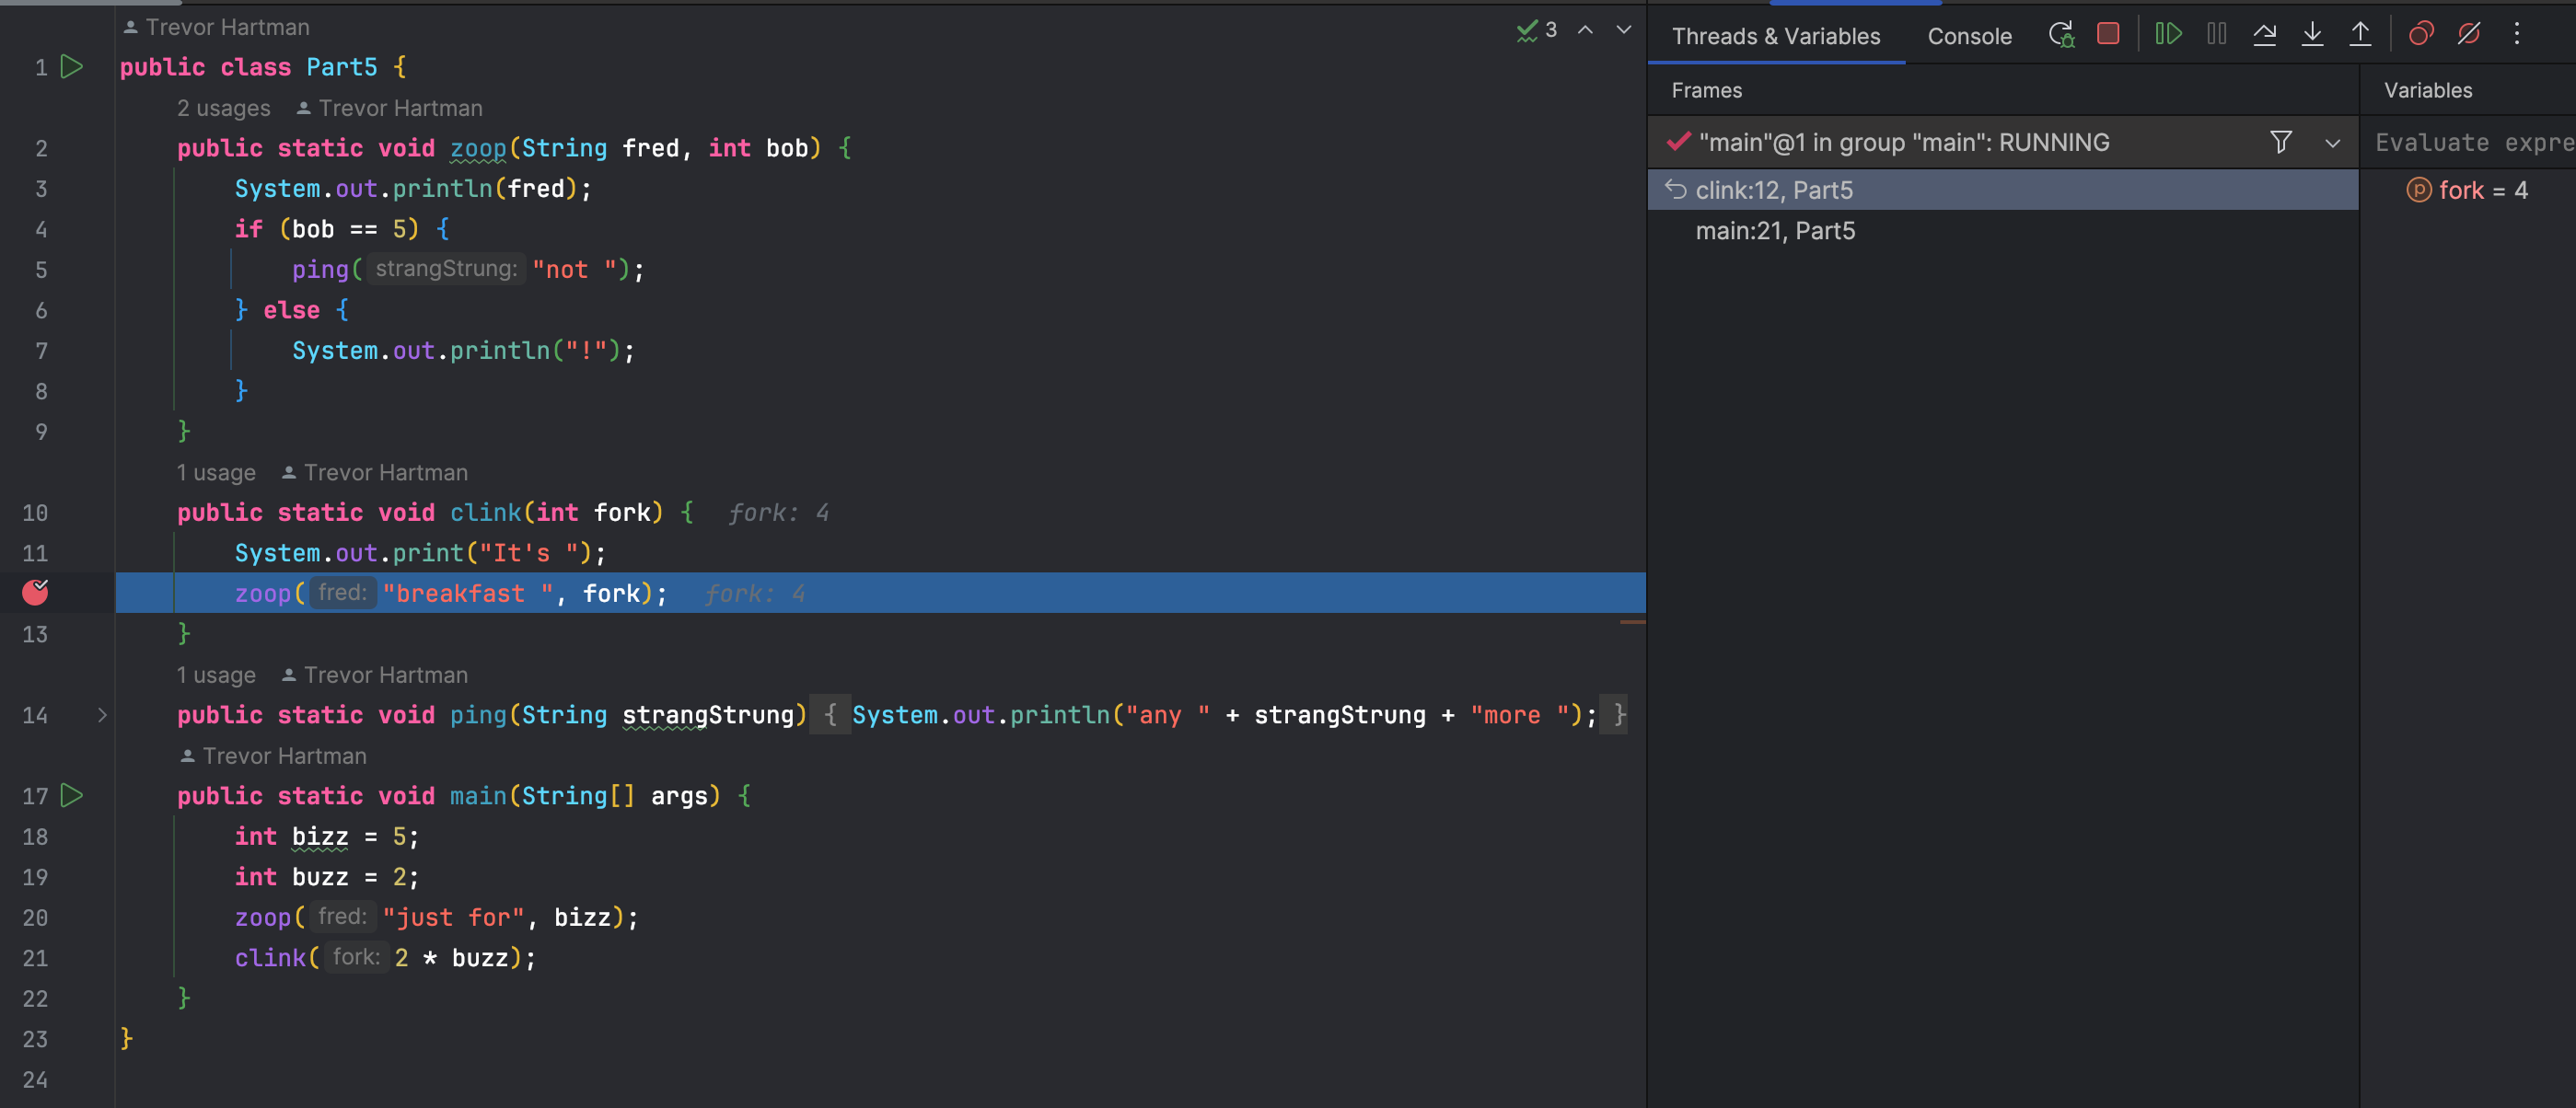 Trevor Hartman
3
1 public class Part5 {
2 usages Trevor Hartman
2 public static void zoop(String fred, int bob) {
3 System.out.println(fred);
4 if (bob == 5) {
5 ping( strangStrung: "not ");
6 } else {
7 System.out.println("!");
8 }
9 }
1 usage Trevor Hartman
10 public static void clink(int fork) { fork: 4
11 System.out.print("It's ");
zoop( fred: "breakfast ", fork); fork: 4
13 }
1 usage Trevor Hartman
14 public static void ping(String strangStrung) { System.out.println("any " + strangStrung + "more "); }
Trevor Hartman
17 public static void main(String[] args) {
18 int bizz = 5;
19 int buzz = 2;
20 zoop( fred: "just for", bizz);
21 clink( fork: 2 * buzz);
22 }
23 }
24
Threads & Variables Console
Frames
"main"@1 in group "main": RUNNING
clink:12, Part5
main:21, Part5
Variables
Evaluate expre
p fork = 4